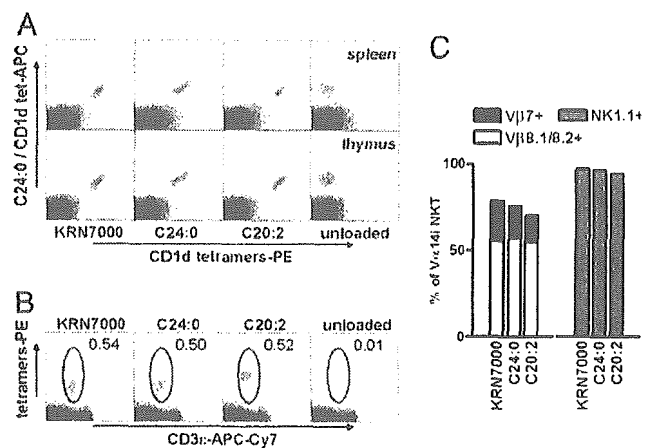 A
C24:0 / CD1d tet-APC
spleen
thymus
KRN7000 C24:0 C20:2 unloaded
CD1d tetramers-PE
B
tetramers-PE
KRN7000 C24:0 C20:2 unloaded
0.54 0.50 0.52 0.01
CD3ε-APC-Cy7
C
Vβ7+ NK1.1+
Vβ8.1/8.2+
% of Vα14i NKT
100
50
0
KRN7000 C24:0 C20:2 KRN7000 C24:0 C20:2